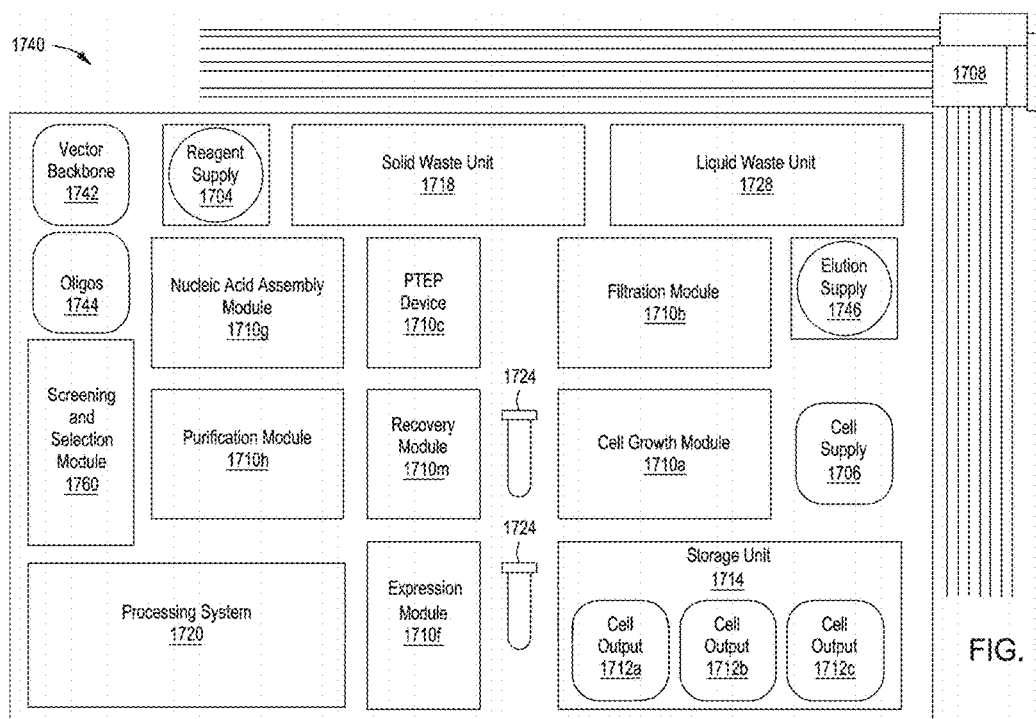 1740
1708
Vector
Backbone
1742
Reagent
Supply
1704
Solid Waste Unit
1718
Liquid Waste Unit
1728
Oligos
1744
Nucleic Acid Assembly
Module
1710g
PTEP
Device
1710c
Filtration Module
1710b
Elution
Supply
1746
Screening
and
Selection
Module
1760
Purification Module
1710h
Recovery
Module
1710m
1724
Cell Growth Module
1710a
Cell
Supply
1706
Processing System
1720
Expression
Module
1710f
1724
Storage Unit
1714
Cell
Output
1712a
Cell
Output
1712b
Cell
Output
1712c
FIG.